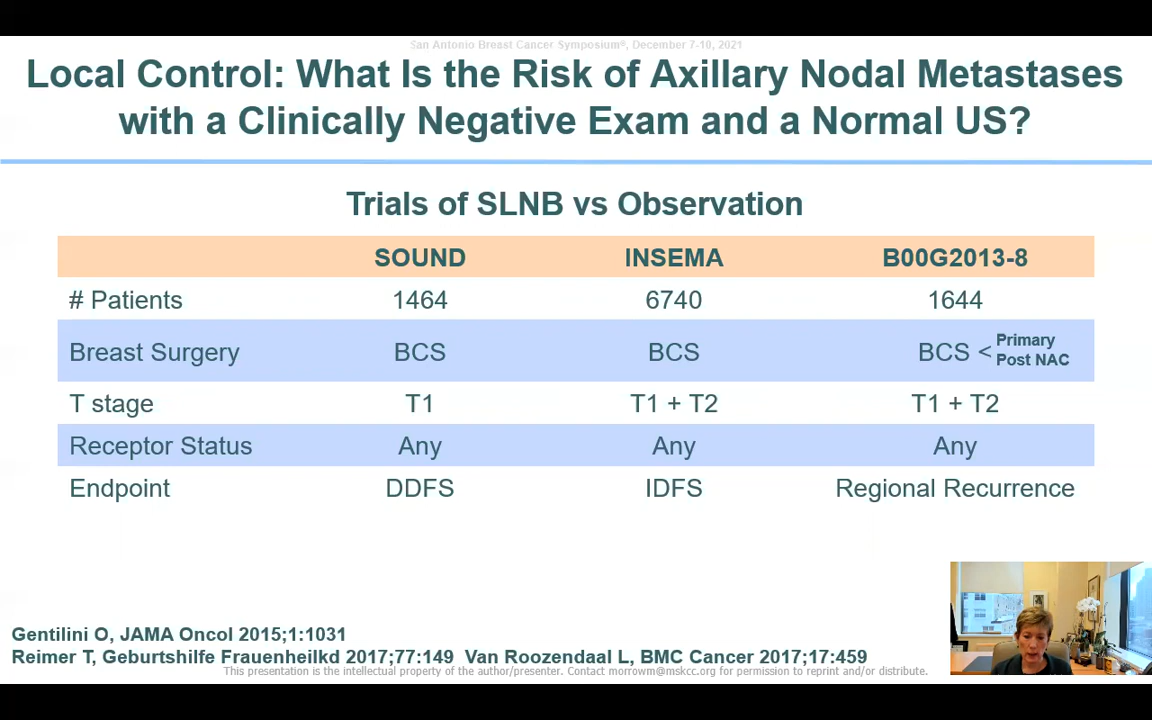 San Antonio Breast Cancer Symposium®, December 7-10, 2021
Local Control: What Is the Risk of Axillary Nodal Metastases
with a Clinically Negative Exam and a Normal US?
Trials of SLNB vs Observation
SOUND INSEMA B00G2013-8
# Patients 1464 6740 1644
Breast Surgery BCS BCS BCS < Primary
Post NAC
T stage T1 T1 + T2 T1 + T2
Receptor Status Any Any Any
Endpoint DDFS IDFS Regional Recurrence
Gentilini O, JAMA Oncol 2015;1:1031
Reimer T, Geburtshilfe Frauenheilkd 2017;77:149 Van Roozendaal L, BMC Cancer 2017;17:459
This presentation is the intellectual property of the author/presenter. Contact morrowm@mskcc.org for permission to reprint and/or distribute.